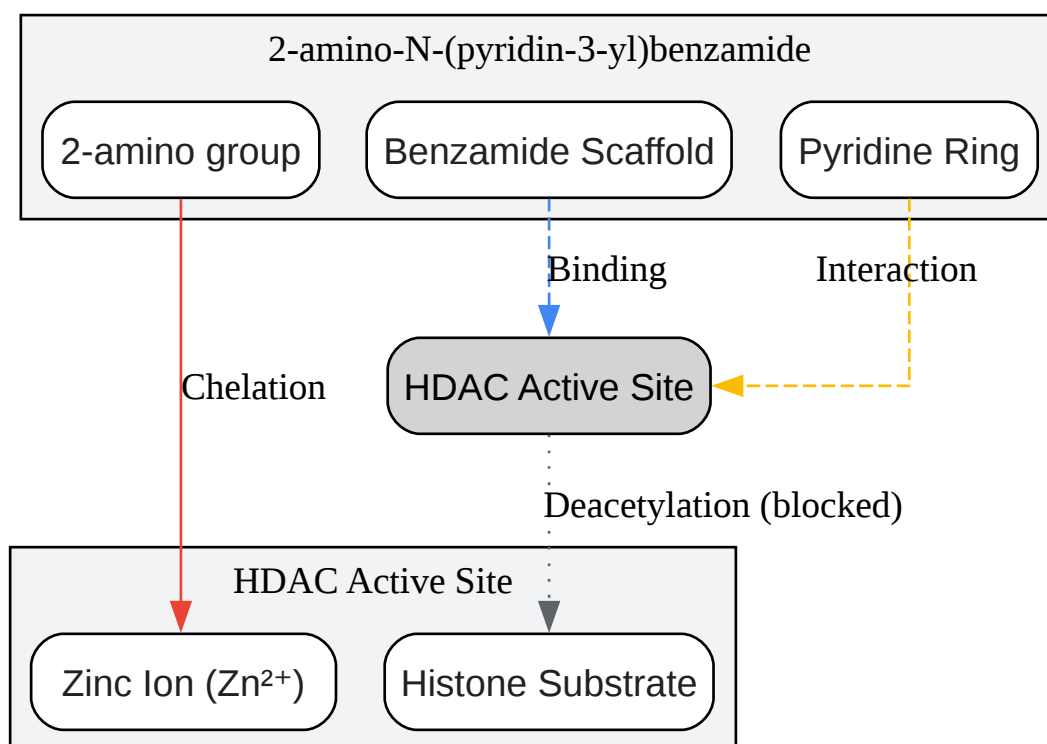 2-amino-N-(pyridin-3-yl)benzamide
2-amino group
Benzamide Scaffold
Pyridine Ring
Binding
Interaction
Chelation
HDAC Active Site
Deacetylation (blocked)
HDAC Active Site
Zinc Ion (Zn²⁺)
Histone Substrate